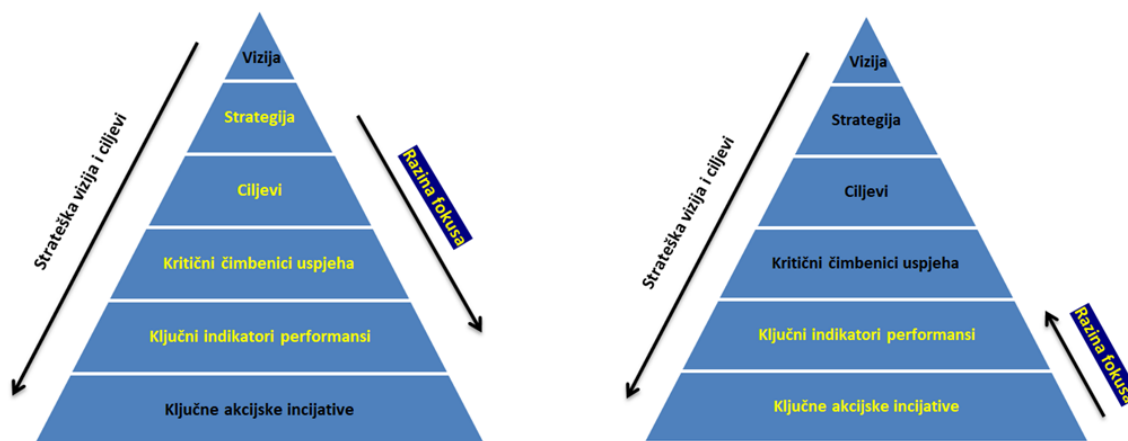 Vizija
Strategija
Ciljevi
Kritični čimbenici uspjeha
Ključni indikatori performansi
Ključne akcijske incijative
Strateška vizija i ciljevi
Razina fokusa
Vizija
Strategija
Ciljevi
Kritični čimbenici uspjeha
Ključni indikatori performansi
Ključne akcijske incijative
Strateška vizija i ciljevi
Razina fokusa